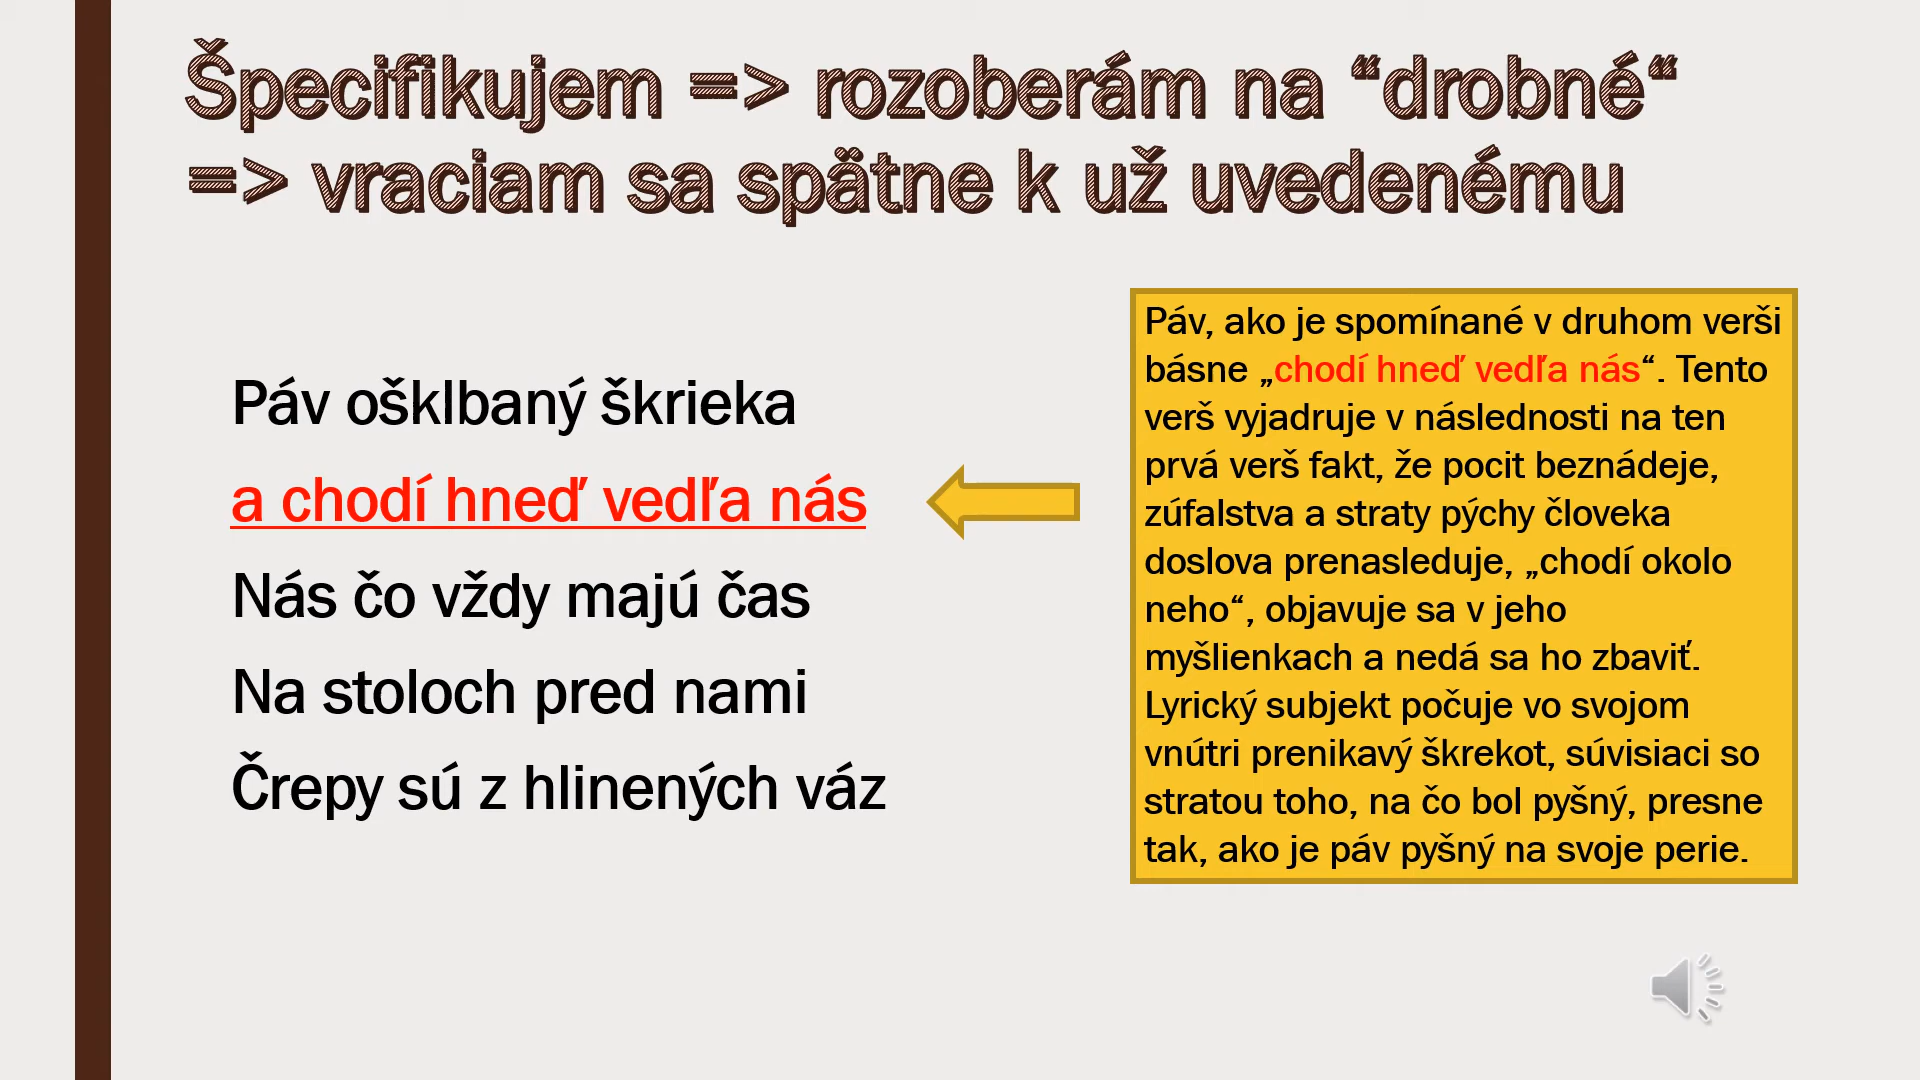 Špecifikujem => rozoberám na “drobné“
=> vraciam sa spätne k už uvedenému
Páv ošklbaný škrieka
a chodí hneď vedľa nás
Nás čo vždy majú čas
Na stoloch pred nami
Črepy sú z hlinených váz
Páv, ako je spomínané v druhom verši
básne „chodí hneď vedľa nás“. Tento
verš vyjadruje v následnosti na ten
prvá verš fakt, že pocit beznádeje,
zúfalstva a straty pýchy človeka
doslova prenasleduje, „chodí okolo
neho“, objavuje sa v jeho
myšlienkach a nedá sa ho zbaviť.
Lyrický subjekt počuje vo svojom
vnútri prenikavý škrekot, súvisiaci so
stratou toho, na čo bol pyšný, presne
tak, ako je páv pyšný na svoje perie.